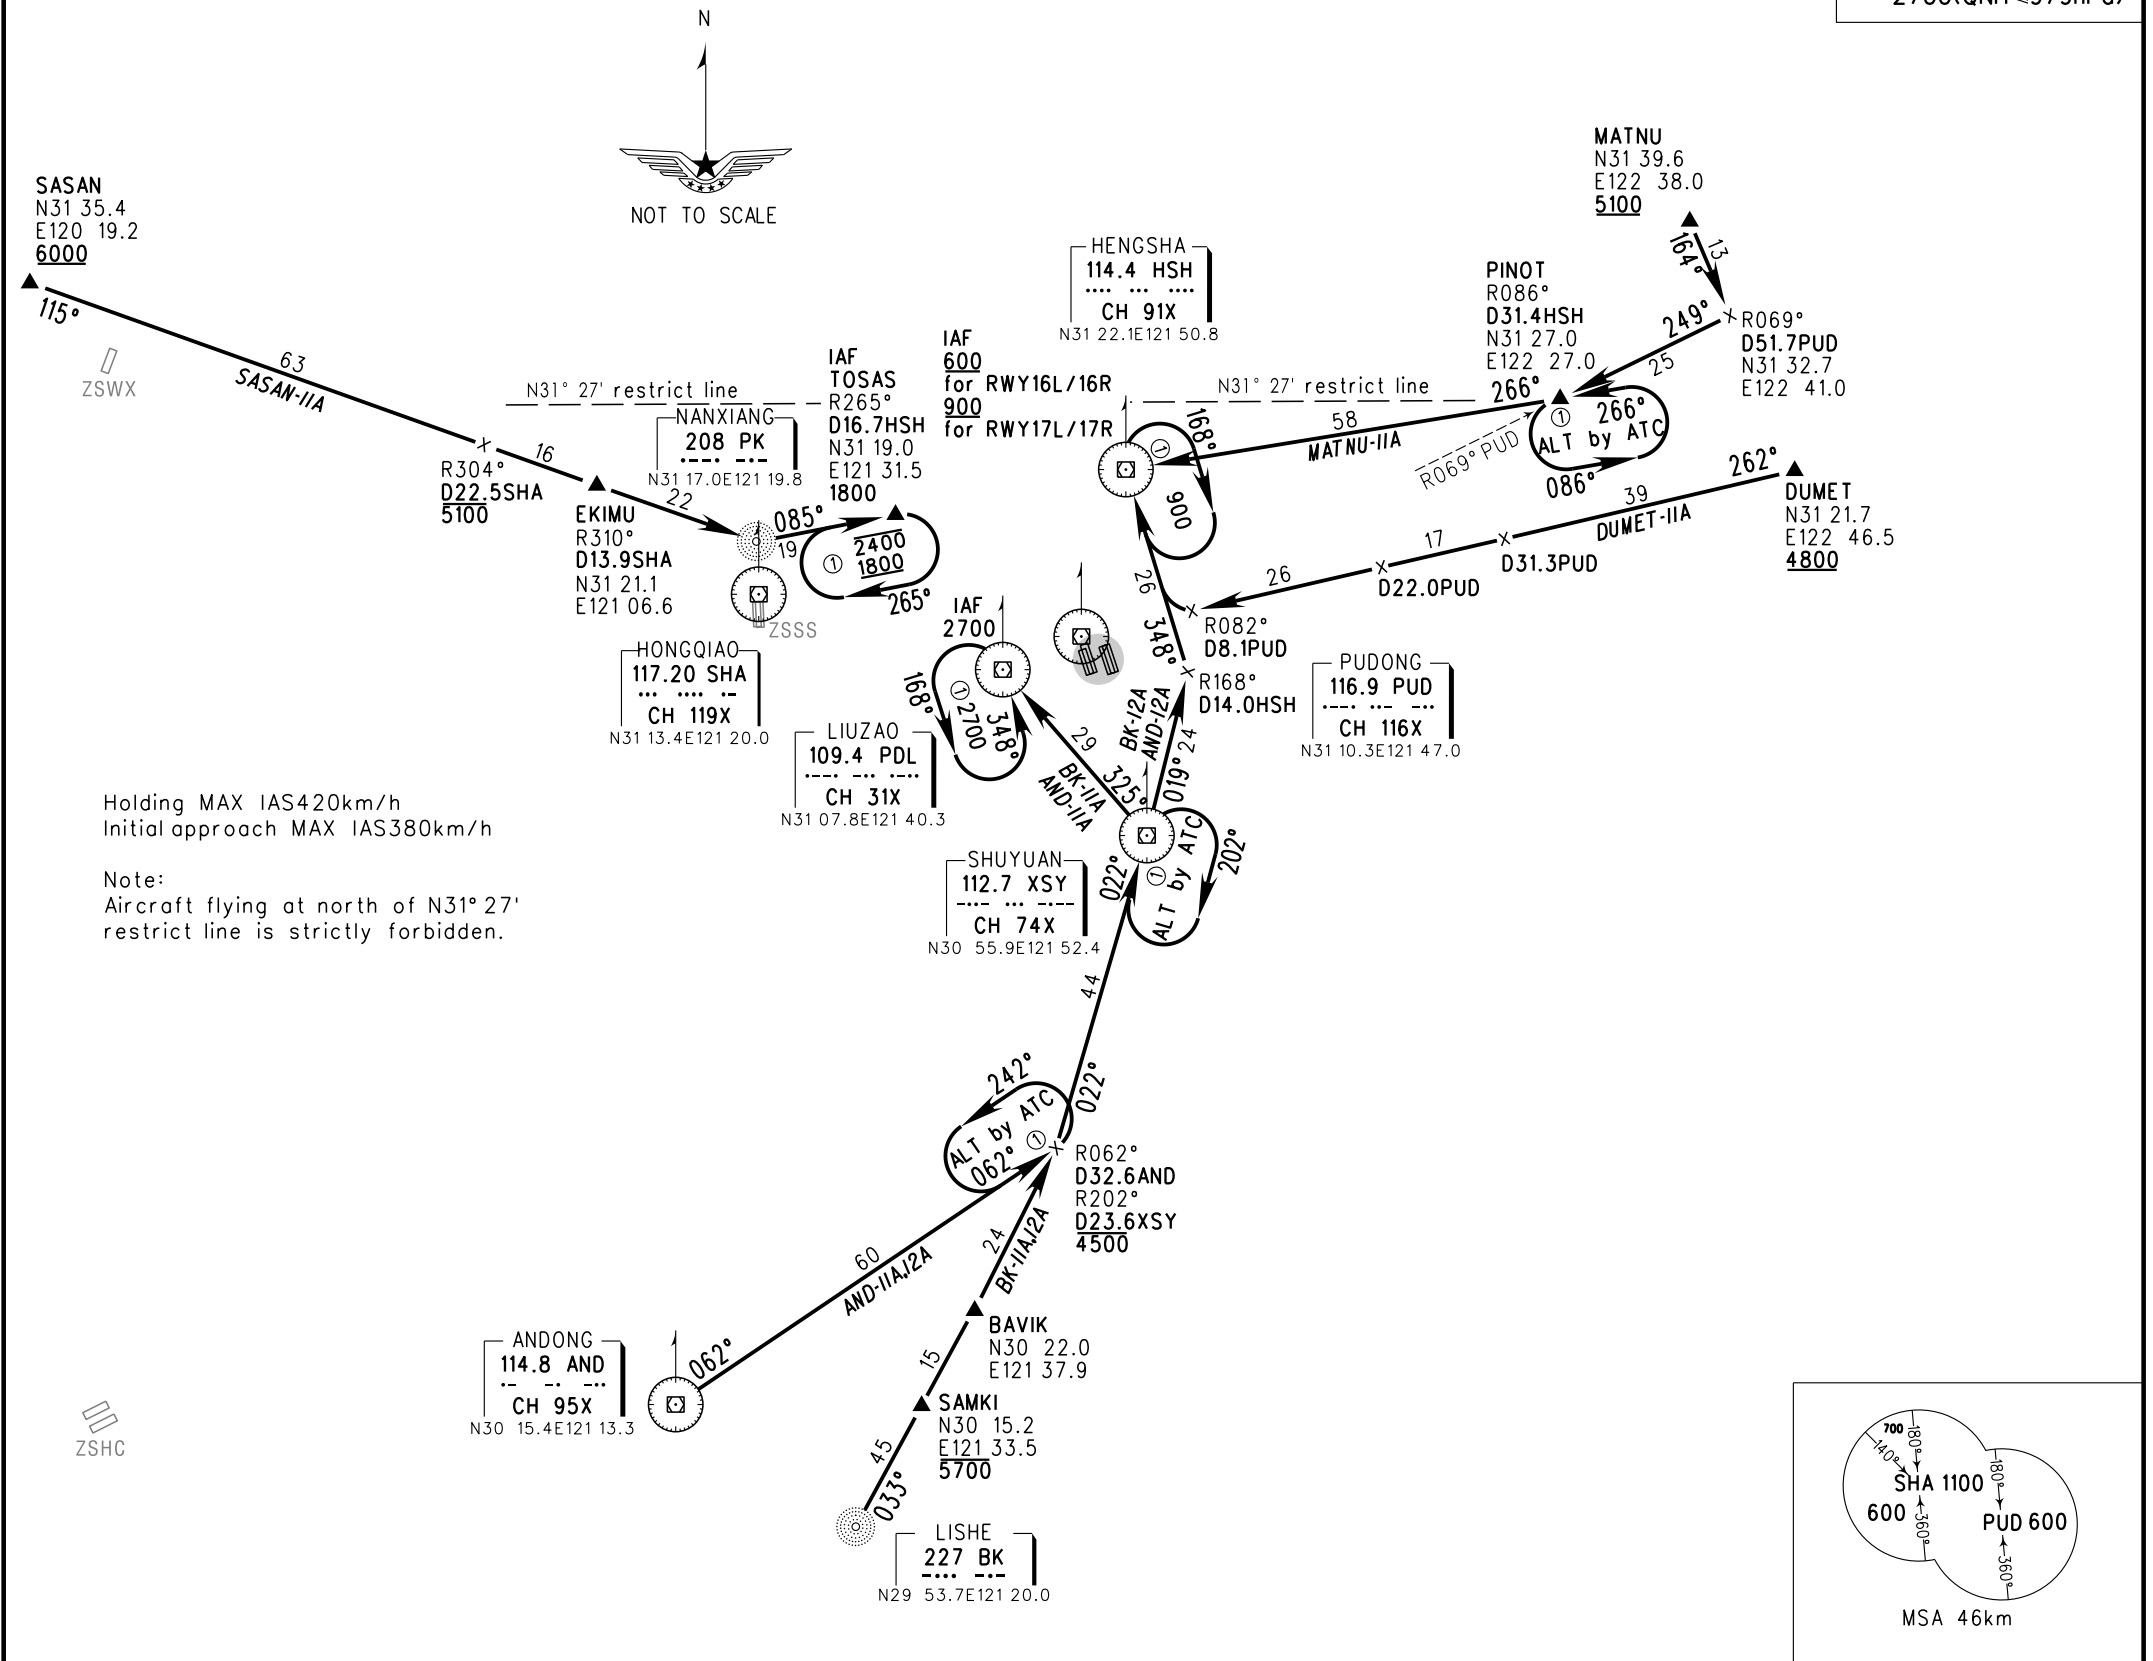 2700(QNH≤979hPa)
N
NOT TO SCALE
SASAN
N31 35.4
E120 19.2
6000
115°
ZSWX
63
SASAN-11A
N31° 27' restrict line
R304°
D22.5SHA
5100
16
EKIMU
R310°
D13.9SHA
N31 21.1
E121 06.6
22
NANXIANG
208 PK
N31 17.0E121 19.8
IAF
TOSAS
R265°
D16.7HSH
N31 19.0
E121 31.5
1800
085°
19
① 2400
1800
265°
ZSSS
HONGQIAO
117.20 SHA
CH 119X
N31 13.4E121 20.0
IAF
600
for RWY16L/16R
900
for RWY17L/17R
HENGSHA
114.4 HSH
CH 91X
N31 22.1E121 50.8
N31° 27' restrict line
①
168°
900
58
MATNU-11A
266°
PINOT
R086°
D31.4HSH
N31 27.0
E122 27.0
MATNU
N31 39.6
E122 38.0
5100
164°
13
249°
25
R069°
D51.7PUD
N31 32.7
E122 41.0
R069° PUD
①
266°
ALT by ATC
086°
262°
DUMET
N31 21.7
E122 46.5
4800
39
DUMET-11A
D31.3PUD
17
D22.0PUD
26
R082°
D8.1PUD
26
348°
R168°
D14.0HSH
PUDONG
116.9 PUD
CH 116X
N31 10.3E121 47.0
IAF
2700
168°
① 2700
348°
LIUZAO
109.4 PDL
CH 31X
N31 07.8E121 40.3
29
325°
BK-11A
AND-11A
BK-12A
AND-12A
24
019°
SHUYUAN
112.7 XSY
CH 74X
N30 55.9E121 52.4
022°
① ALT by ATC
202°
44
022°
Holding MAX IAS420km/h
Initial approach MAX IAS380km/h
Note:
Aircraft flying at north of N31°27'
restrict line is strictly forbidden.
242°
ALT by ATC
①
062°
R062°
D32.6AND
R202°
D23.6XSY
4500
60
AND-11A,12A
24
BK-11A,12A
ANDONG
114.8 AND
CH 95X
N30 15.4E121 13.3
062°
BAVIK
N30 22.0
E121 37.9
15
SAMKI
N30 15.2
E121 33.5
5700
45
033°
LISHE
227 BK
N29 53.7E121 20.0
ZSHC
700
140°
180°
SHA 1100
600
360°
180°
PUD 600
360°
MSA 46km